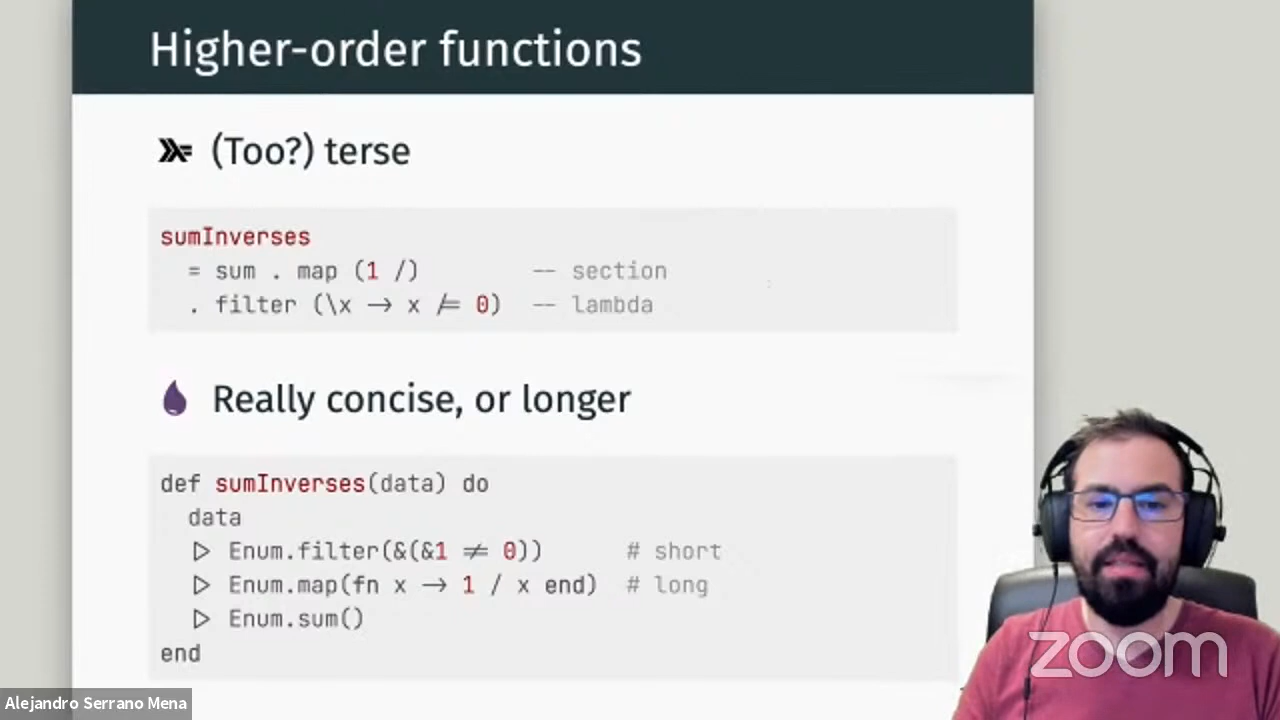 Higher-order functions
(Too?) terse
sumInverses
= sum . map (1 /) -- section
. filter (\x → x ≠ 0) -- lambda
Really concise, or longer
def sumInverses(data) do
data
▷ Enum.filter(&(&1 ≠ 0)) # short
▷ Enum.map(fn x → 1 / x end) # long
▷ Enum.sum()
end
zoom
Alejandro Serrano Mena